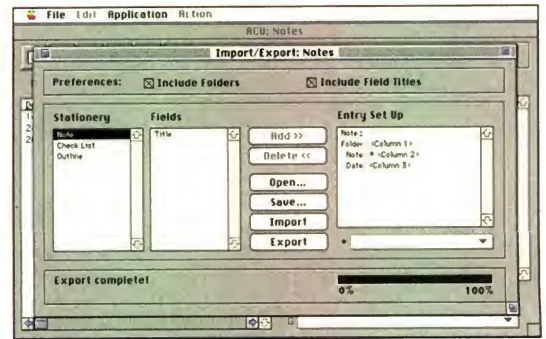 File Edit Application Action
ACU: Notes
Import/Export: Notes
Preferences: Include Folders Include Field Titles
Stationery
Note
Check List
Outline
Fields
Title
Add >>
Delete <<
Open...
Save...
Import
Export
Entry Set Up
Note:
Folder <Column 1>
Note * <Column 2>
Date <Column 3>
*
Export complete!
0% 100%